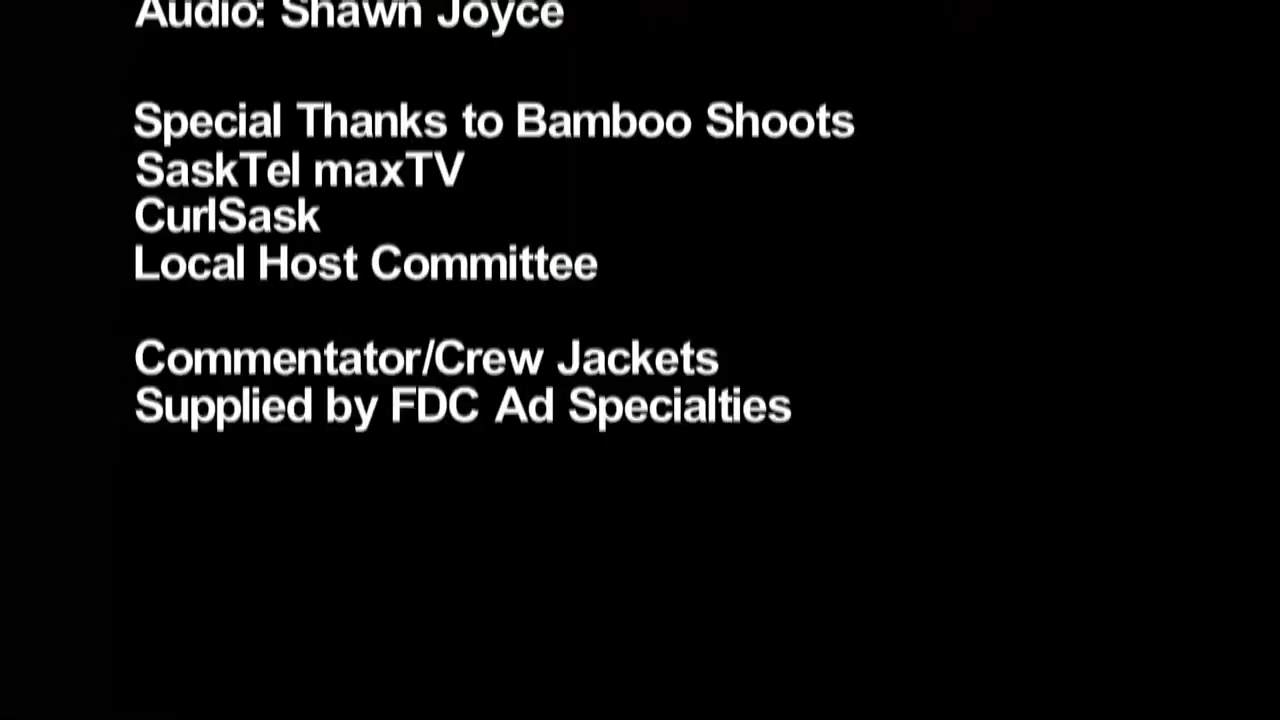 Audio: Shawn Joyce
Special Thanks to Bamboo Shoots
SaskTel maxTV
CurlSask
Local Host Committee
Commentator/Crew Jackets
Supplied by FDC Ad Specialties